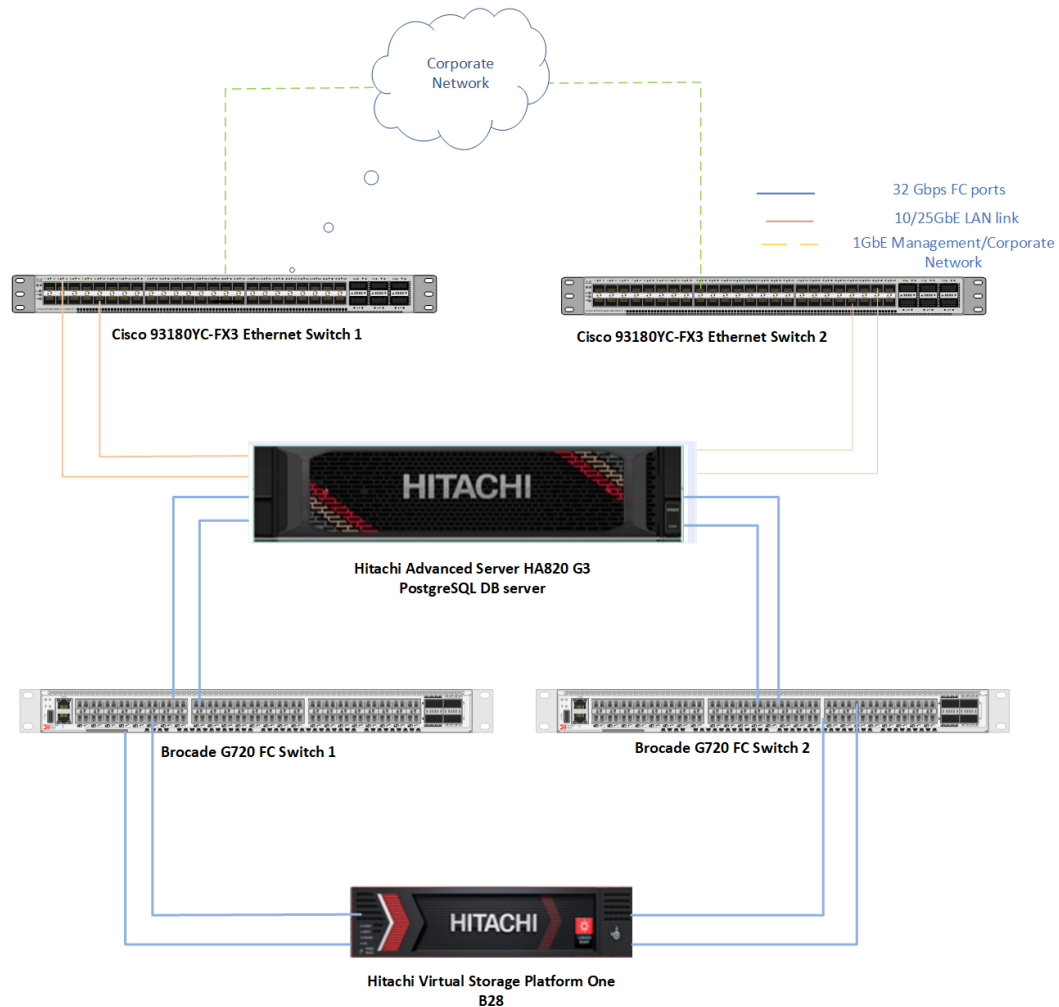 Corporate
Network
32 Gbps FC ports
10/25GbE LAN link
1GbE Management/Corporate
Network
Cisco 93180YC-FX3 Ethernet Switch 1
Cisco 93180YC-FX3 Ethernet Switch 2
HITACHI
Hitachi Advanced Server HA820 G3
PostgreSQL DB server
Brocade G720 FC Switch 1
Brocade G720 FC Switch 2
HITACHI
Hitachi Virtual Storage Platform One
B28